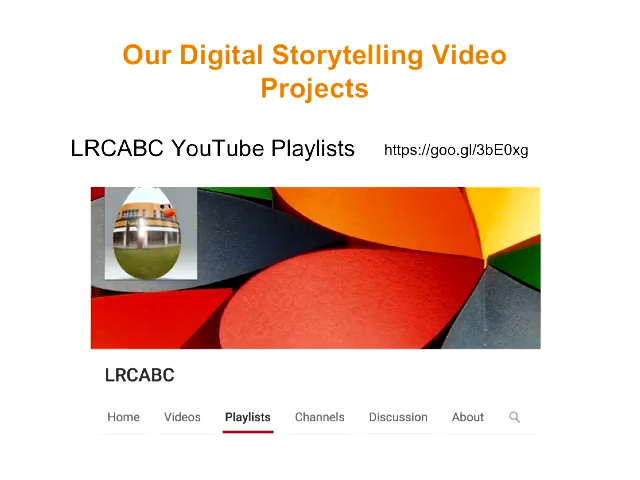 Our Digital Storytelling Video
Projects
LRCABC YouTube Playlists https://goo.gl/3bE0xg
LRCABC
Home Videos Playlists Channels Discussion About